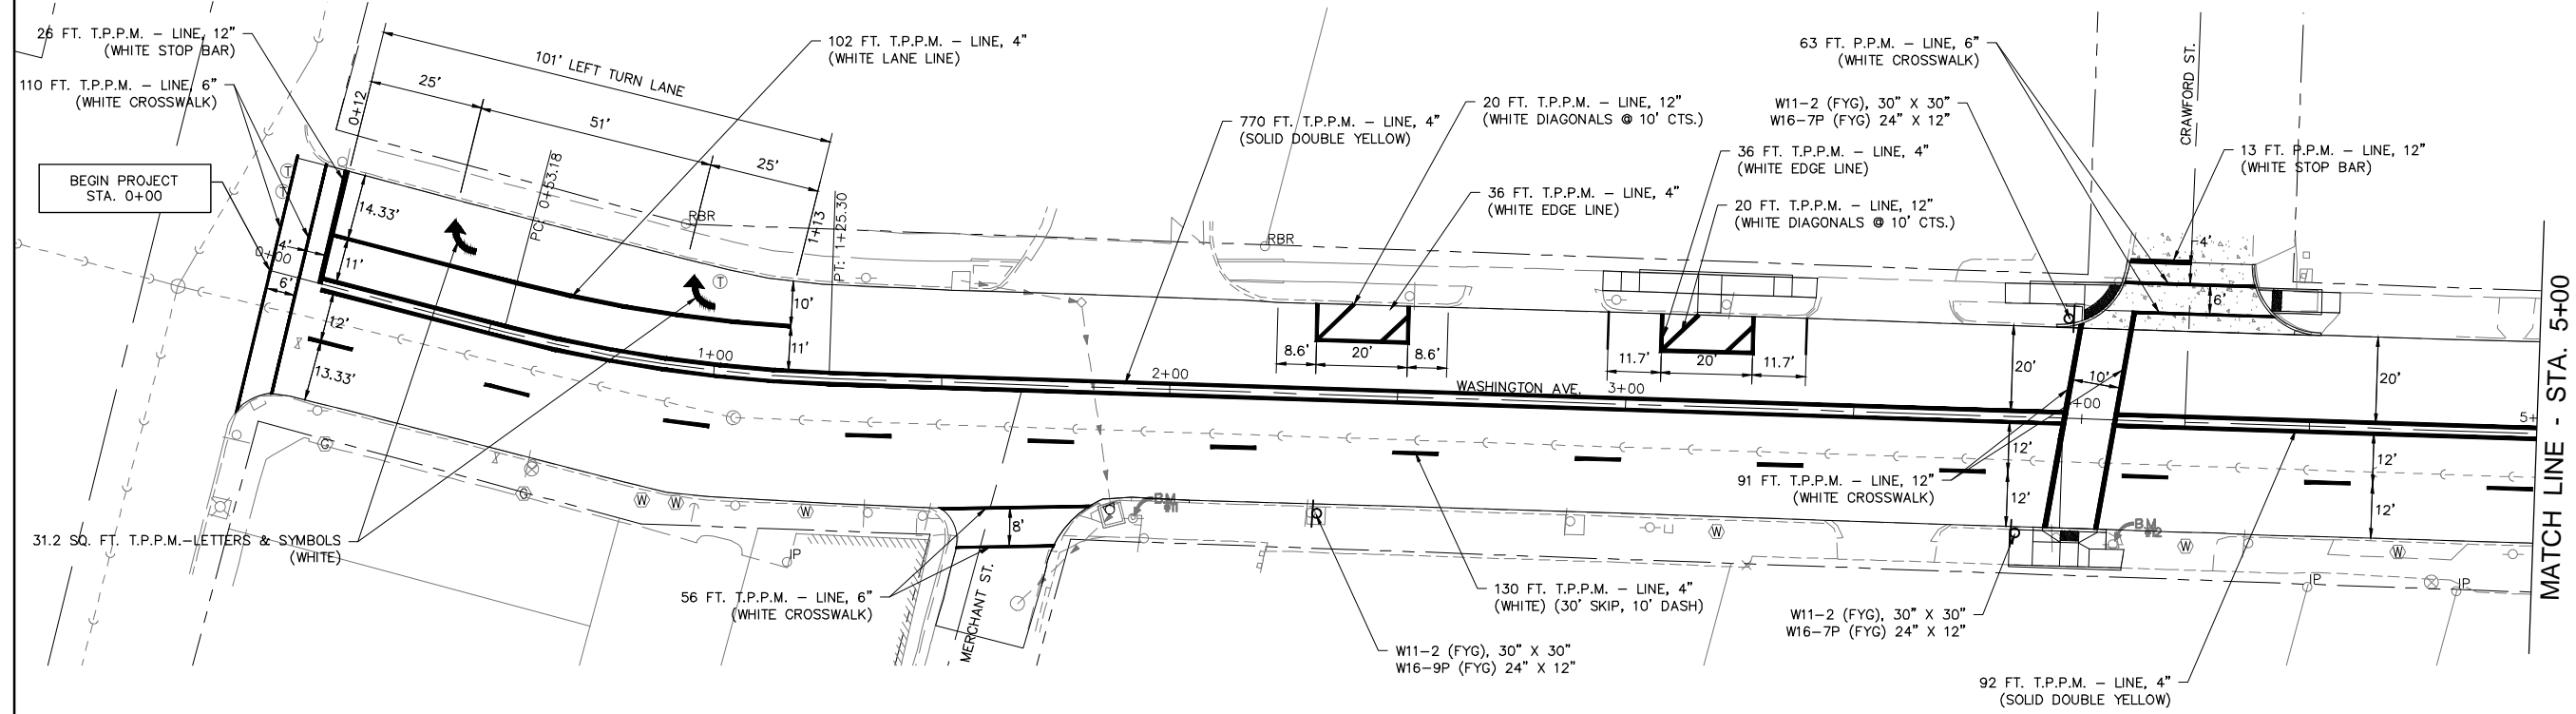 26 FT. T.P.P.M. – LINE, 12"
(WHITE STOP BAR)
110 FT. T.P.P.M. – LINE, 6"
(WHITE CROSSWALK)
BEGIN PROJECT
STA. 0+00
0+00
4'
6'
0+12
25'
101' LEFT TURN LANE
51'
25'
14.33'
11'
12'
13.33'
PC: 0+53.18
1+13
PT: 1+25.30
10'
11'
1+00
RBR
102 FT. T.P.P.M. – LINE, 4"
(WHITE LANE LINE)
770 FT. T.P.P.M. – LINE, 4"
(SOLID DOUBLE YELLOW)
RBR
20 FT. T.P.P.M. – LINE, 12"
(WHITE DIAGONALS @ 10' CTS.)
36 FT. T.P.P.M. – LINE, 4"
(WHITE EDGE LINE)
36 FT. T.P.P.M. – LINE, 4"
(WHITE EDGE LINE)
20 FT. T.P.P.M. – LINE, 12"
(WHITE DIAGONALS @ 10' CTS.)
8.6'
20'
8.6'
11.7'
20'
11.7'
2+00
WASHINGTON AVE.
3+00
63 FT. P.P.M. – LINE, 6"
(WHITE CROSSWALK)
W11-2 (FYG), 30" X 30"
W16-7P (FYG) 24" X 12"
CRAWFORD ST.
13 FT. P.P.M. – LINE, 12"
(WHITE STOP BAR)
4'
6'
20'
10'
+00
20'
5+
12'
12'
12'
12'
91 FT. T.P.P.M. – LINE, 12"
(WHITE CROSSWALK)
MATCH LINE - STA. 5+00
T
T
T
G
G
W
W
W
W
W
W
IP
IP
IP
BM
#11
BM
#12
31.2 SQ. FT. T.P.P.M.–LETTERS & SYMBOLS
(WHITE)
8'
MERCHANT ST.
56 FT. T.P.P.M. – LINE, 6"
(WHITE CROSSWALK)
130 FT. T.P.P.M. – LINE, 4"
(WHITE) (30' SKIP, 10' DASH)
W11-2 (FYG), 30" X 30"
W16-9P (FYG) 24" X 12"
W11-2 (FYG), 30" X 30"
W16-7P (FYG) 24" X 12"
92 FT. T.P.P.M. – LINE, 4"
(SOLID DOUBLE YELLOW)